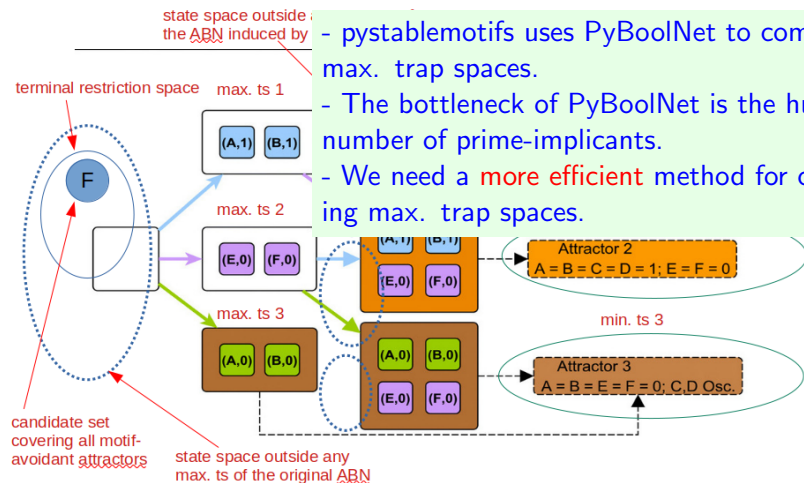 state space outside
the ABN induced by
- pystablemotifs uses PyBoolNet to
max. trap spaces.
- The bottleneck of PyBoolNet is the
number of prime-implicants.
- We need a more efficient method for
ing max. trap spaces.
terminal restriction space
max. ts 1
F
(A,1) (B,1)
max. ts 2
(E,0) (F,0)
(A,1) (B,1)
(E,0) (F,0)
Attractor 2
A = B = C = D = 1; E = F = 0
max. ts 3
min. ts 3
(A,0) (B,0)
(A,0) (B,0)
(E,0) (F,0)
Attractor 3
A = B = E = F = 0; C,D Osc.
candidate set
covering all motif-
avoidant attractors
state space outside any
max. ts of the original ABN